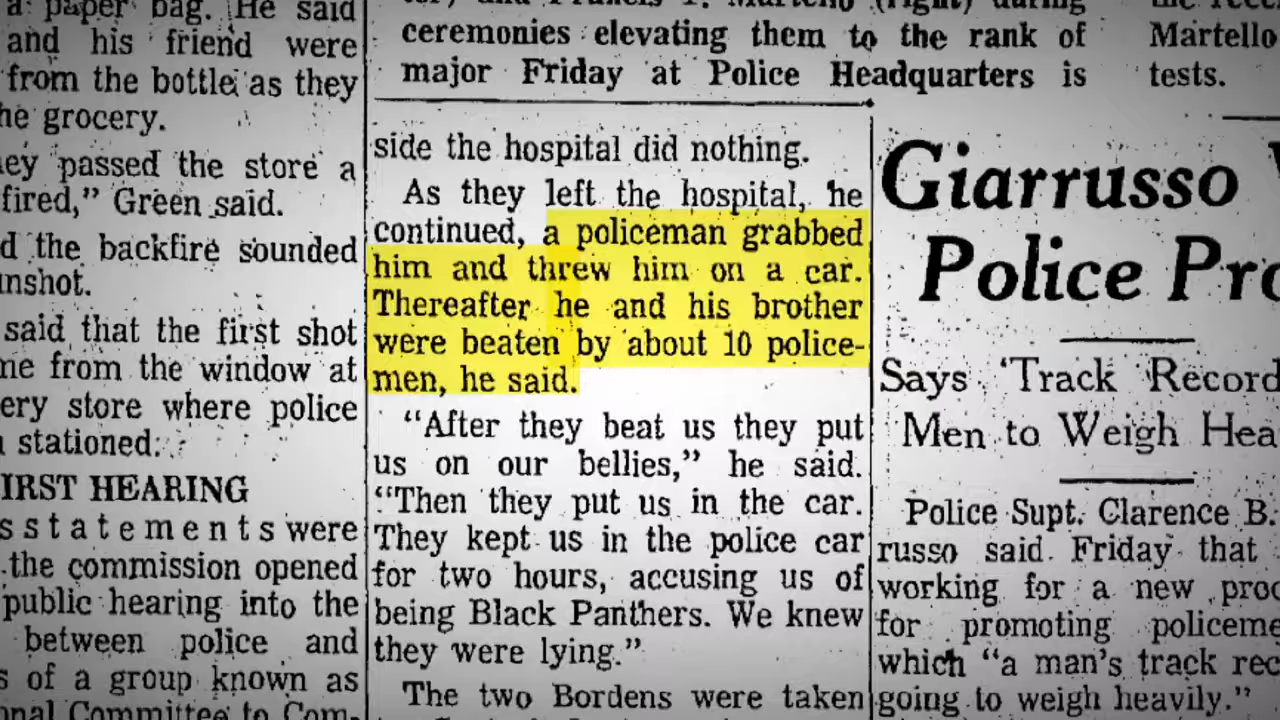 a paper bag. He said
and his friend were
from the bottle as they
he grocery.
ey passed the store a
fired," Green said.
d the backfire sounded
nshot.
said that the first shot
me from the window at
ery store where police
stationed.
IRST HEARING
s statements were
the commission opened
public hearing into the
between police and
s of a group known as
nal Committee to Com-
(right) during
ceremonies elevating them to the rank of
major Friday at Police Headquarters is
side the hospital did nothing.
As they left the hospital, he
continued, a policeman grabbed
him and threw him on a car.
Thereafter he and his brother
were beaten by about 10 police-
men, he said.
"After they beat us they put
us on our bellies," he said.
"Then they put us in the car.
They kept us in the police car
for two hours, accusing us of
being Black Panthers. We knew
they were lying."
The two Bordens were taken
Martello
tests.
Giarrusso
Police Pro
Says 'Track Record
Men to Weigh Hea
Police Supt. Clarence B.
russo said Friday that
working for a new proc
for promoting policeme
which "a man's track rec
going to weigh heavily."